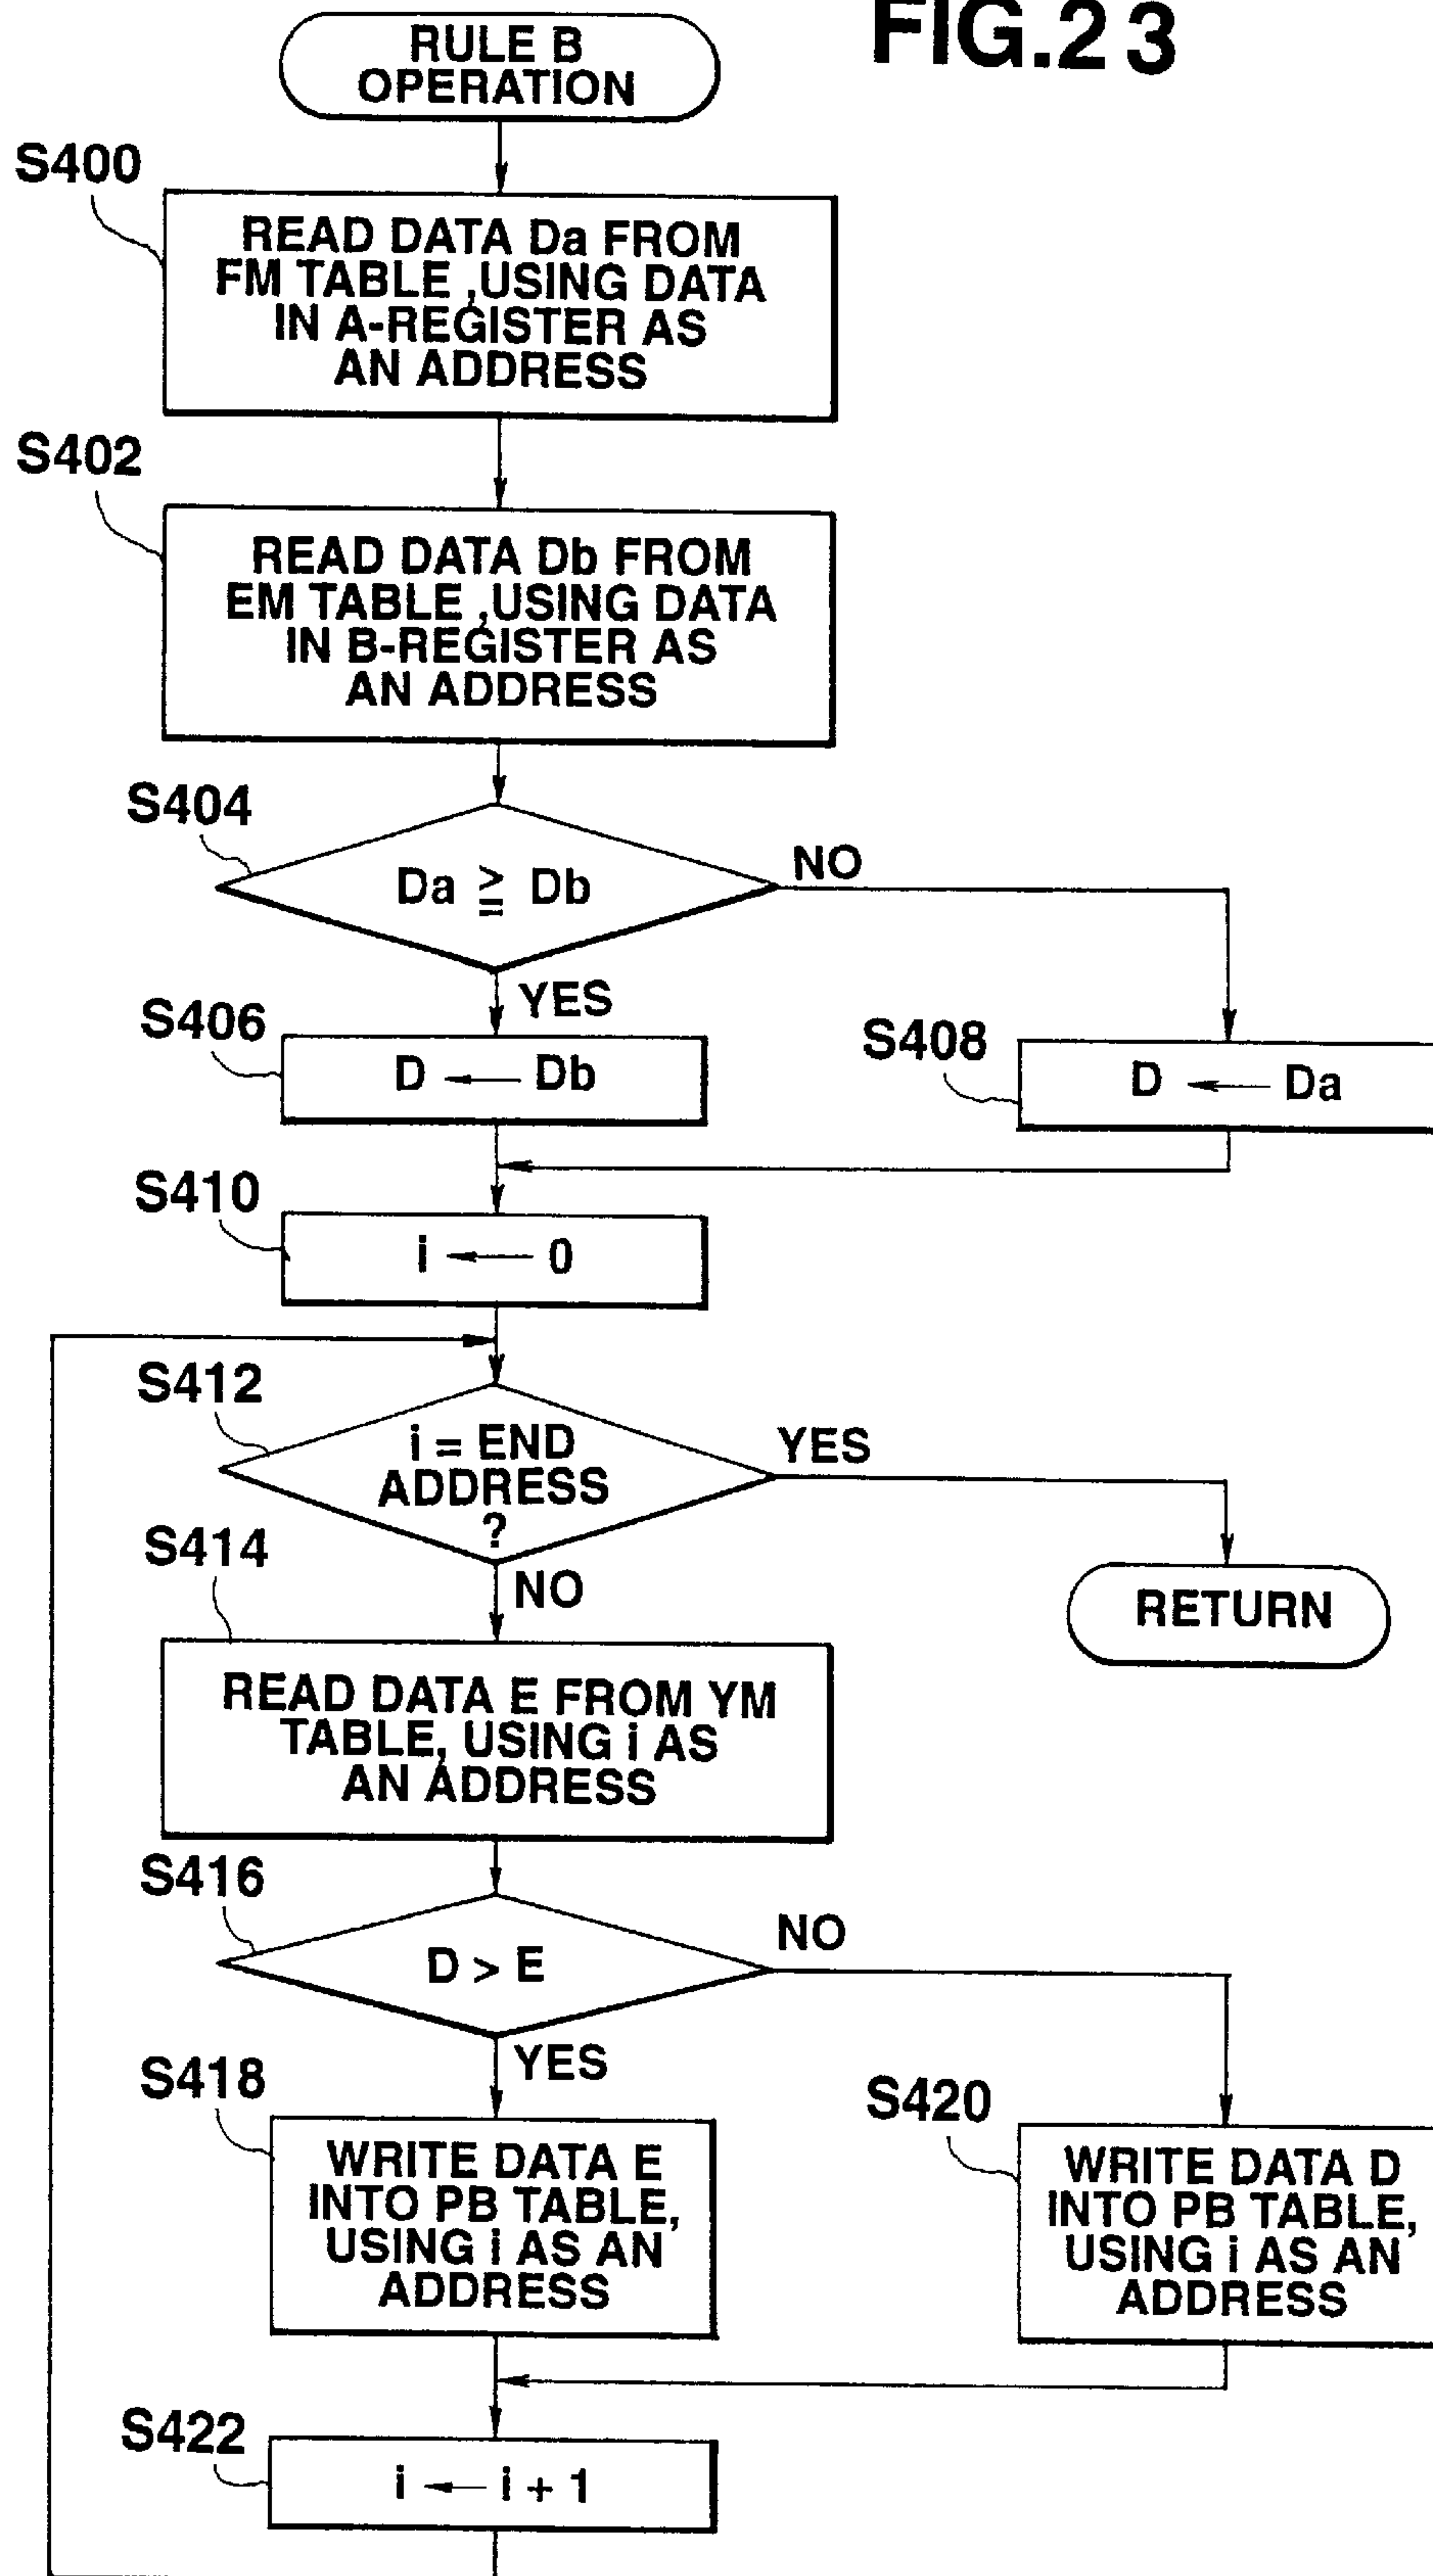 FIG.23
RULE B
OPERATION
S400
READ DATA Da FROM
FM TABLE ,USING DATA
IN A-REGISTER AS
AN ADDRESS
S402
READ DATA Db FROM
EM TABLE ,USING DATA
IN B-REGISTER AS
AN ADDRESS
S404
Da ≧ Db
NO
YES
S406
D ← Db
S408
D ← Da
S410
i ← 0
S412
i = END
ADDRESS
?
YES
NO
RETURN
S414
READ DATA E FROM YM
TABLE, USING i AS
AN ADDRESS
S416
D > E
NO
YES
S418
WRITE DATA E
INTO PB TABLE,
USING i AS AN
ADDRESS
S420
WRITE DATA D
INTO PB TABLE,
USING i AS AN
ADDRESS
S422
i ← i + 1